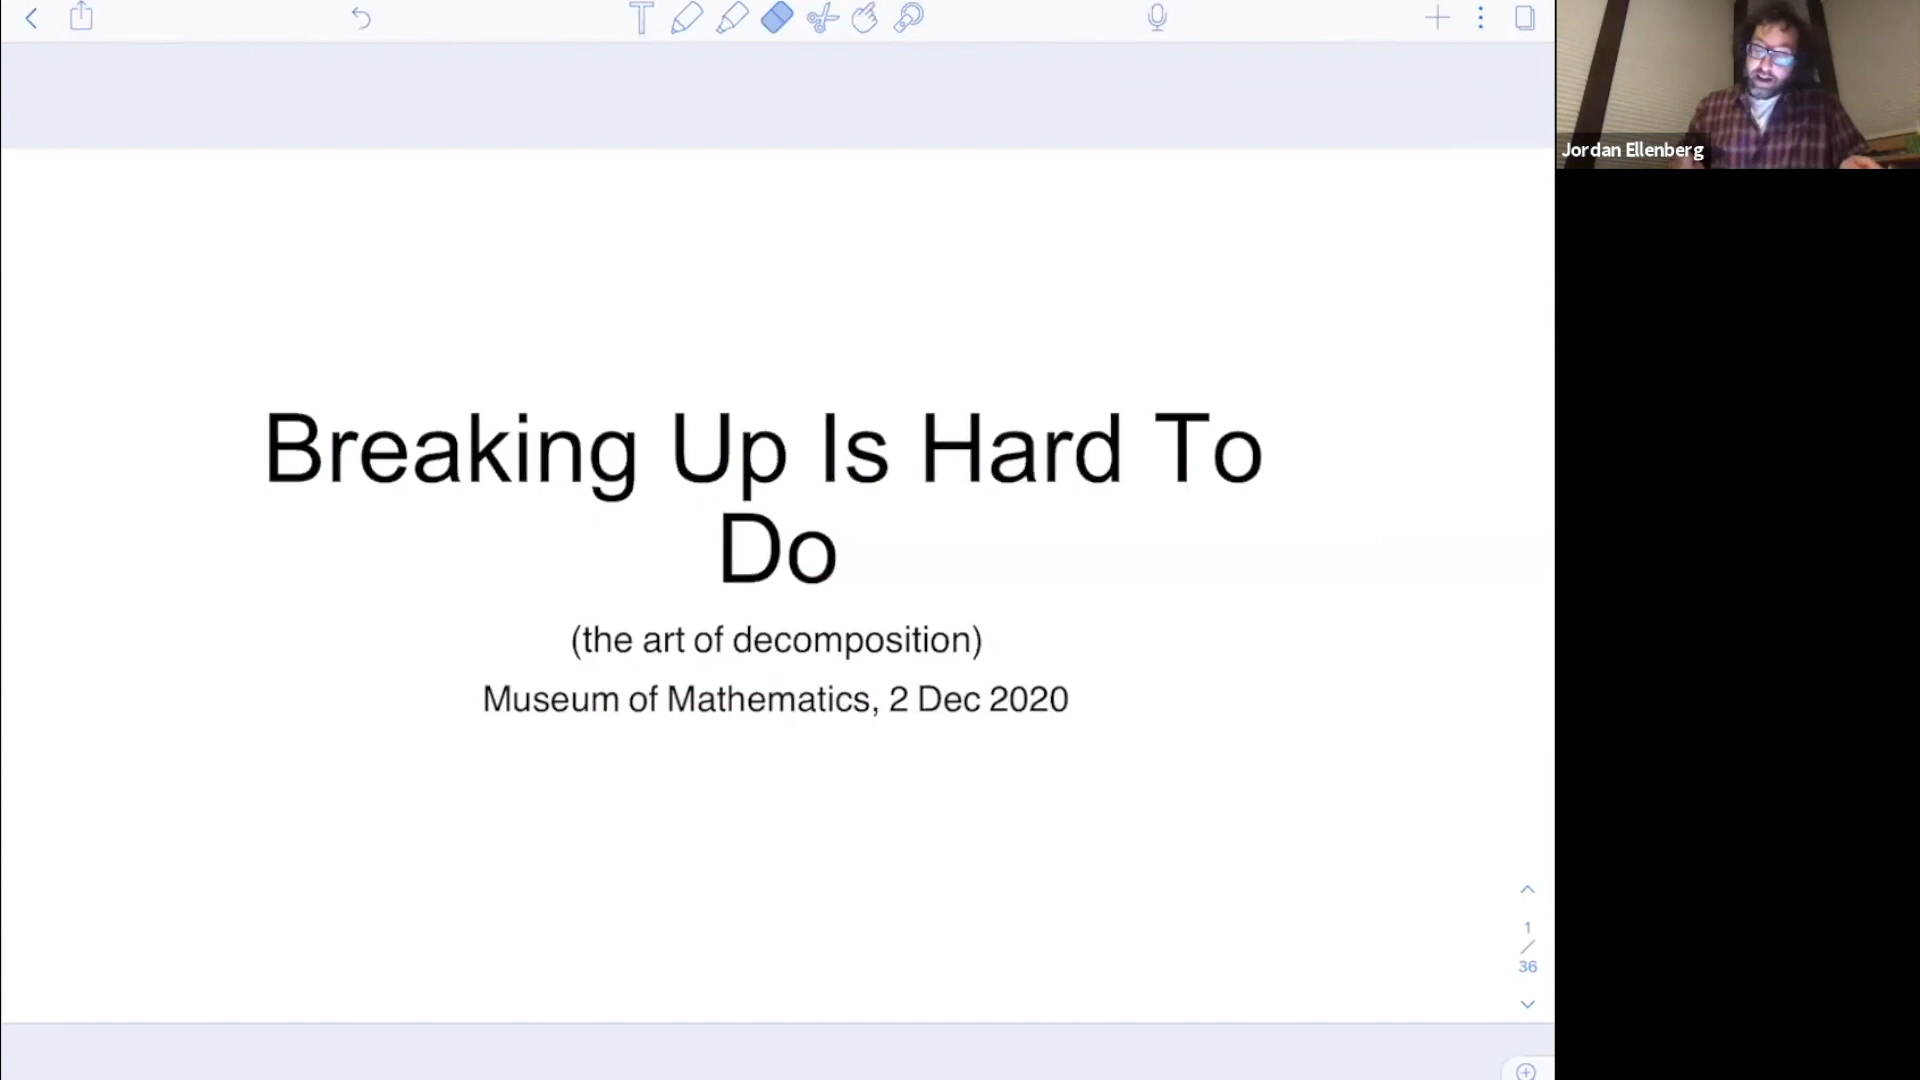 Breaking Up Is Hard To
Do
(the art of decomposition)
Museum of Mathematics, 2 Dec 2020
Jordan Ellenberg
1
/
36